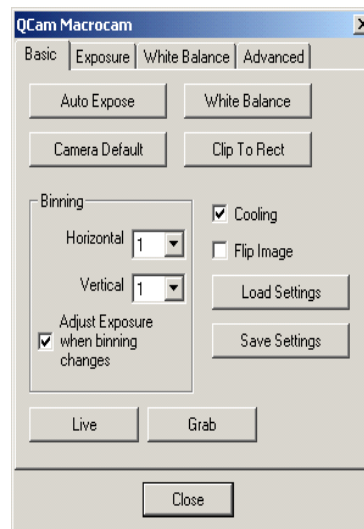 QCam Macrocam
Basic Exposure White Balance Advanced
Auto Expose White Balance
Camera Default Clip To Rect
Binning
Horizontal 1
Vertical 1
Adjust Exposure
when binning
changes
Cooling
Flip Image
Load Settings
Save Settings
Live Grab
Close